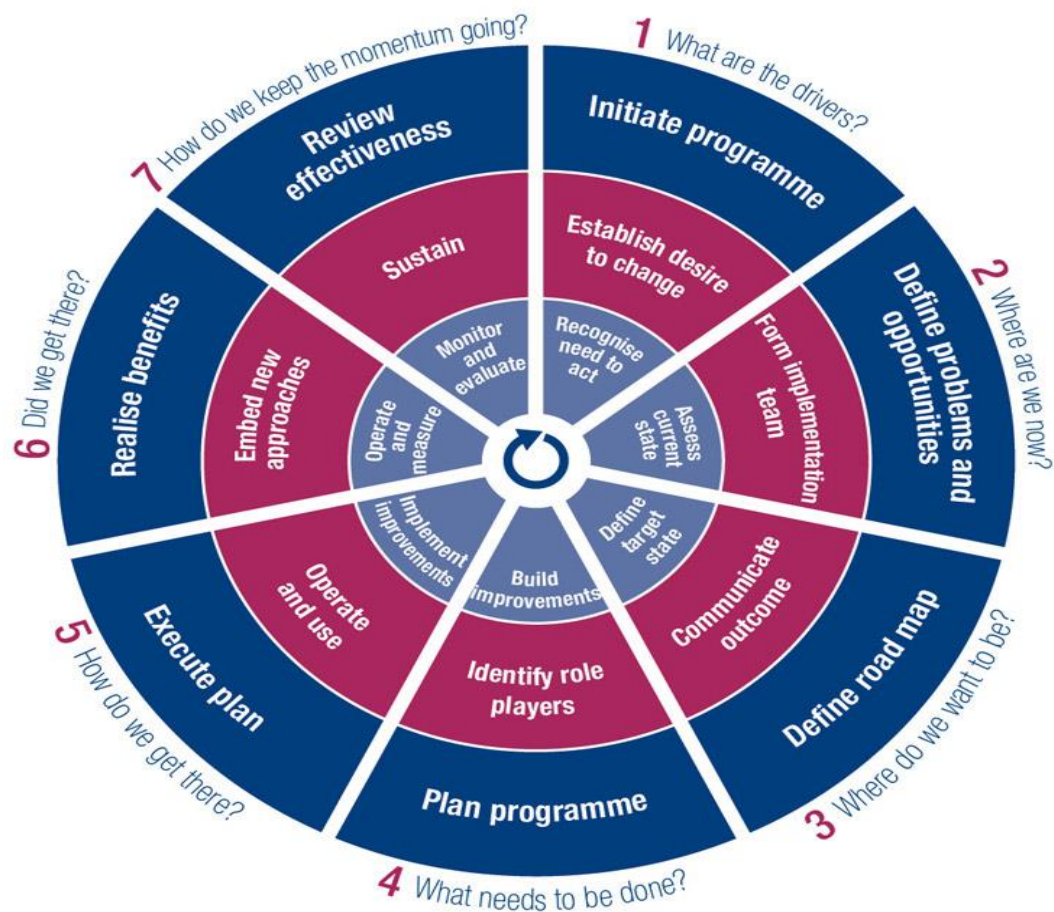 1 What are the drivers?
Initiate programme
Establish desire
to change
Recognise
need to
act
2 Where are we now?
Define problems and
opportunities
Form implementation
team
Assess
current
state
3 Where do we want to be?
Define road map
Communicate
outcome
Define
target
state
4 What needs to be done?
Plan programme
Identify role
players
Build
improvements
5 How do we get there?
Execute plan
Operate
and use
Implement
improvements
6 Did we get there?
Realise benefits
Embed new
approaches
Operate
and
measure
7 How do we keep the momentum going?
Review
effectiveness
Sustain
Monitor
and
evaluate